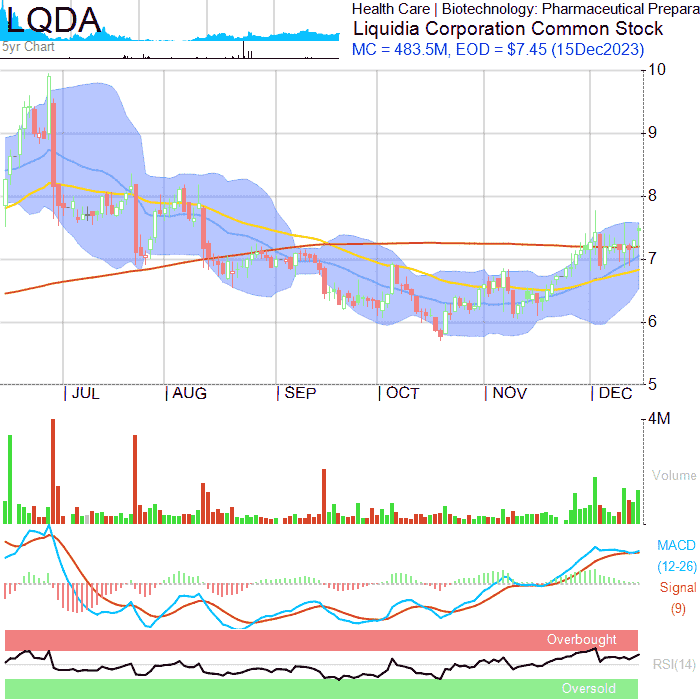 LQDA
5yr Chart
Health Care | Biotechnology: Pharmaceutical Prepara
Liquidia Corporation Common Stock
MC = 483.5M, EOD = $7.45 (15Dec2023)
10
9
8
7
6
5
JUL AUG SEP OCT NOV DEC
4M
Volume
MACD
(12-26)
Signal
(9)
Overbought
RSI(14)
Oversold